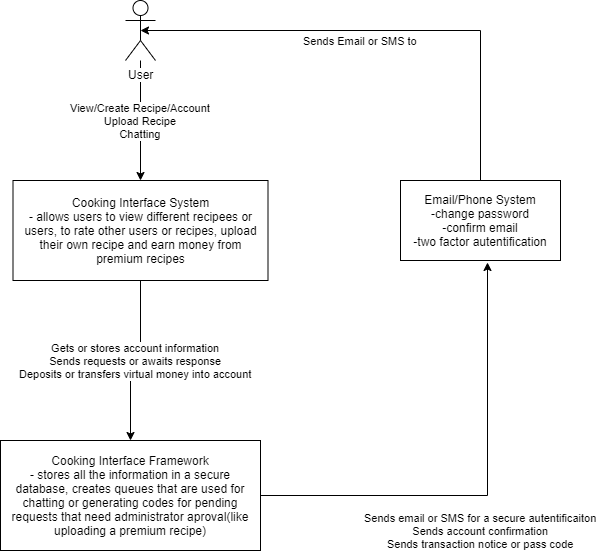 Sends Email or SMS to
User
View/Create Recipe/Account
Upload Recipe
Chatting
Cooking Interface System
- allows users to view different recipees or
users, to rate other users or recipes, upload
their own recipe and earn money from
premium recipes
Email/Phone System
-change password
-confirm email
-two factor autentification
Gets or stores account information
Sends requests or awaits response
Deposits or transfers virtual money into account
Cooking Interface Framework
- stores all the information in a secure
database, creates queues that are used for
chatting or generating codes for pending
requests that need administrator aproval(like
uploading a premium recipe)
Sends email or SMS for a secure autentificaiton
Sends account confirmation
Sends transaction notice or pass code